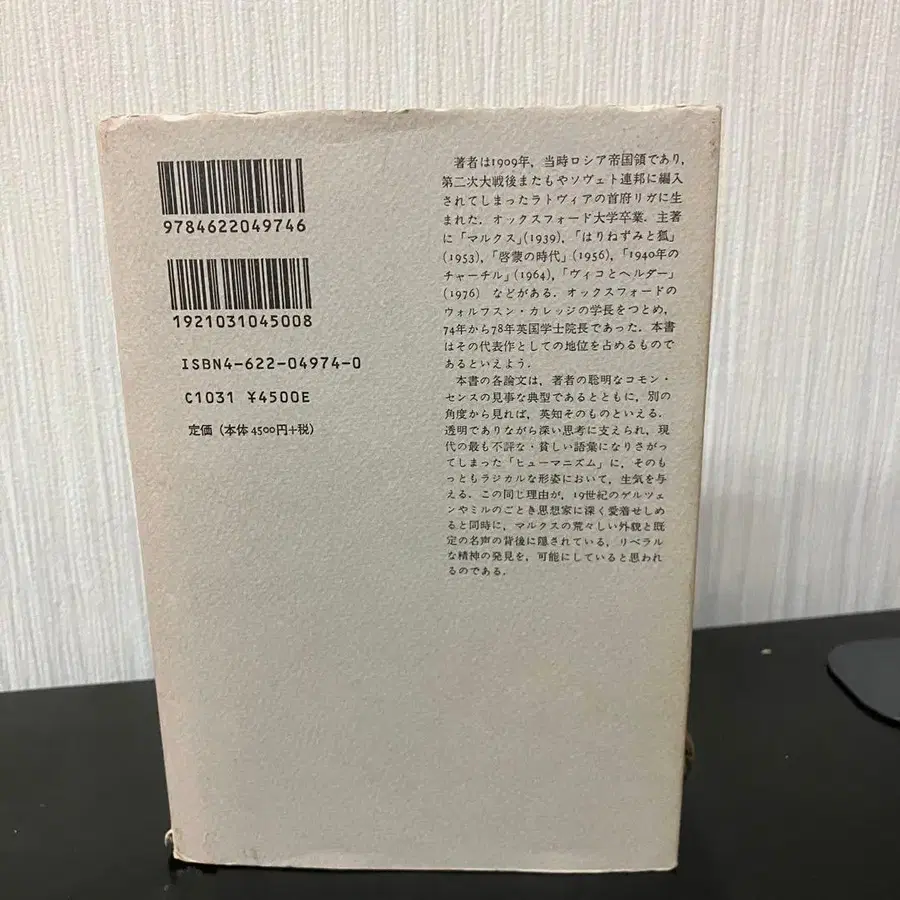 9784622049746
1921031045008
ISBN4-622-04974-0
C1031 ¥4500E
定価（本体4500円+税）
著者は1909年，当時ロシア帝国領であり，
第二次大戦後またもやソヴェト連邦に編入
されてしまったラトヴィアの首府リガに生
まれた．オックスフォード大学卒業．主著
に「マルクス」(1939)，「はりねずみと狐」
(1953)，「啓蒙の時代」(1956)，「1940年の
チャーチル」(1964)，「ヴィコとヘルダー」
(1976) などがある．オックスフォードの
ウォルフスン・カレッジの学長をつとめ，
74年から78年英国学士院長であった．本書
はその代表作としての地位を占めるもので
あるといえよう．
本書の各論文は，著者の聡明なコモン・
センスの見事な典型であるとともに，別の
角度から見れば，英知そのものといえる．
透明でありながら深い思考に支えられ，現
代の最も不評な・貧しい語彙になりさがっ
てしまった「ヒューマニズム」に，そのも
っともラジカルな形姿において，生気を与
える．この同じ理由が，19世紀のゲルツェ
ンやミルのごとき思想家に深く愛着せしめ
ると同時に，マルクスの荒々しい外貌と既
定の名声の背後に隠されている，リベラル
な精神の発見を，可能にしていると思われ
るのである．